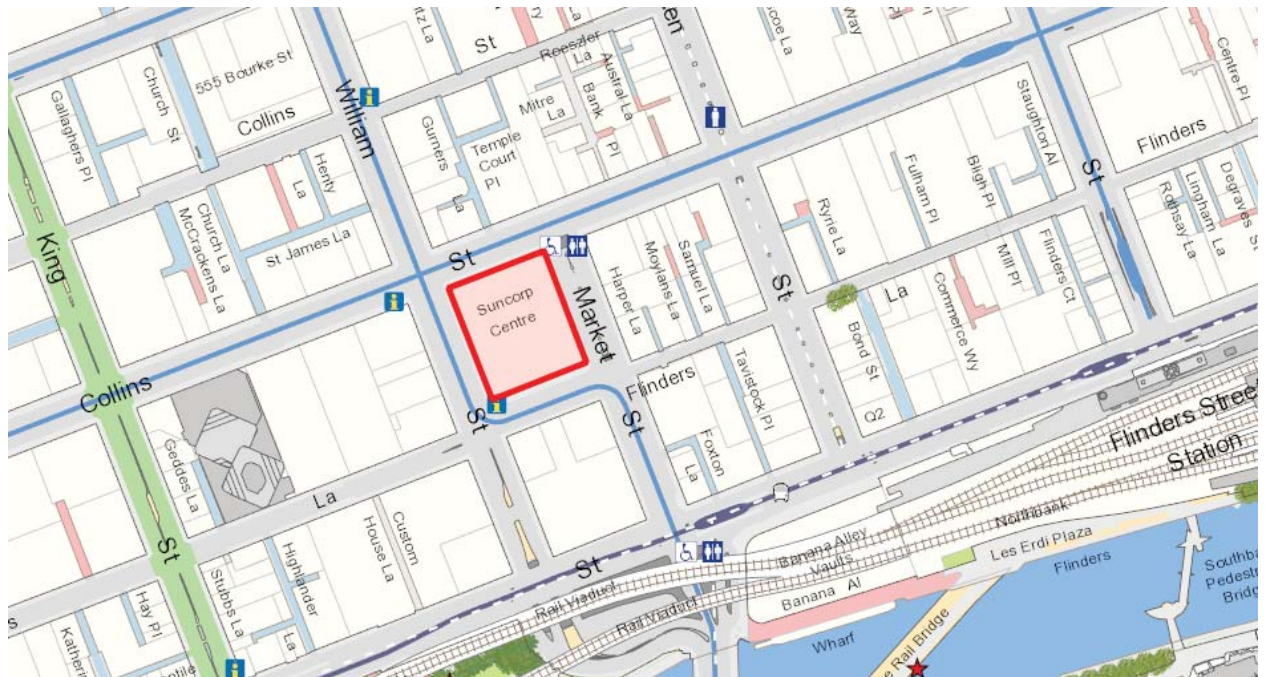 St
Roeszler
La
Way
Centre Pl
Church St
555 Bourke St
William
Collins
Gallaghers Pl
Mitre
La
Bank
Pl
Austral La
Gurners
La
Temple
Court
Pl
Staughton Al
Flinders
Henty
La
Fulham Pl
Bligh Pl
St
Degraves
Lingham La
King
Church La
McCrackens La
St James La
St
Ryrie La
Mill Pl
Flinders Ct
Suncorp
Centre
Market
Harper La
Moylans La
Samuel La
St
La
Commerce Wy
Bond St
Collins
Flinders
Tavistock Pl
St
St
Q2
Geddes La
La
Foxton
La
Flinders Street
Station
St
Custom
House La
Highlander
La
St
Stubbs La
Hay Pl
Banana Alley
Vaults
Northbank
Les Erdi Plaza
Flinders
Banana Al
Rail Viaduct
Rail Viaduct
Wharf
Rail Bridge